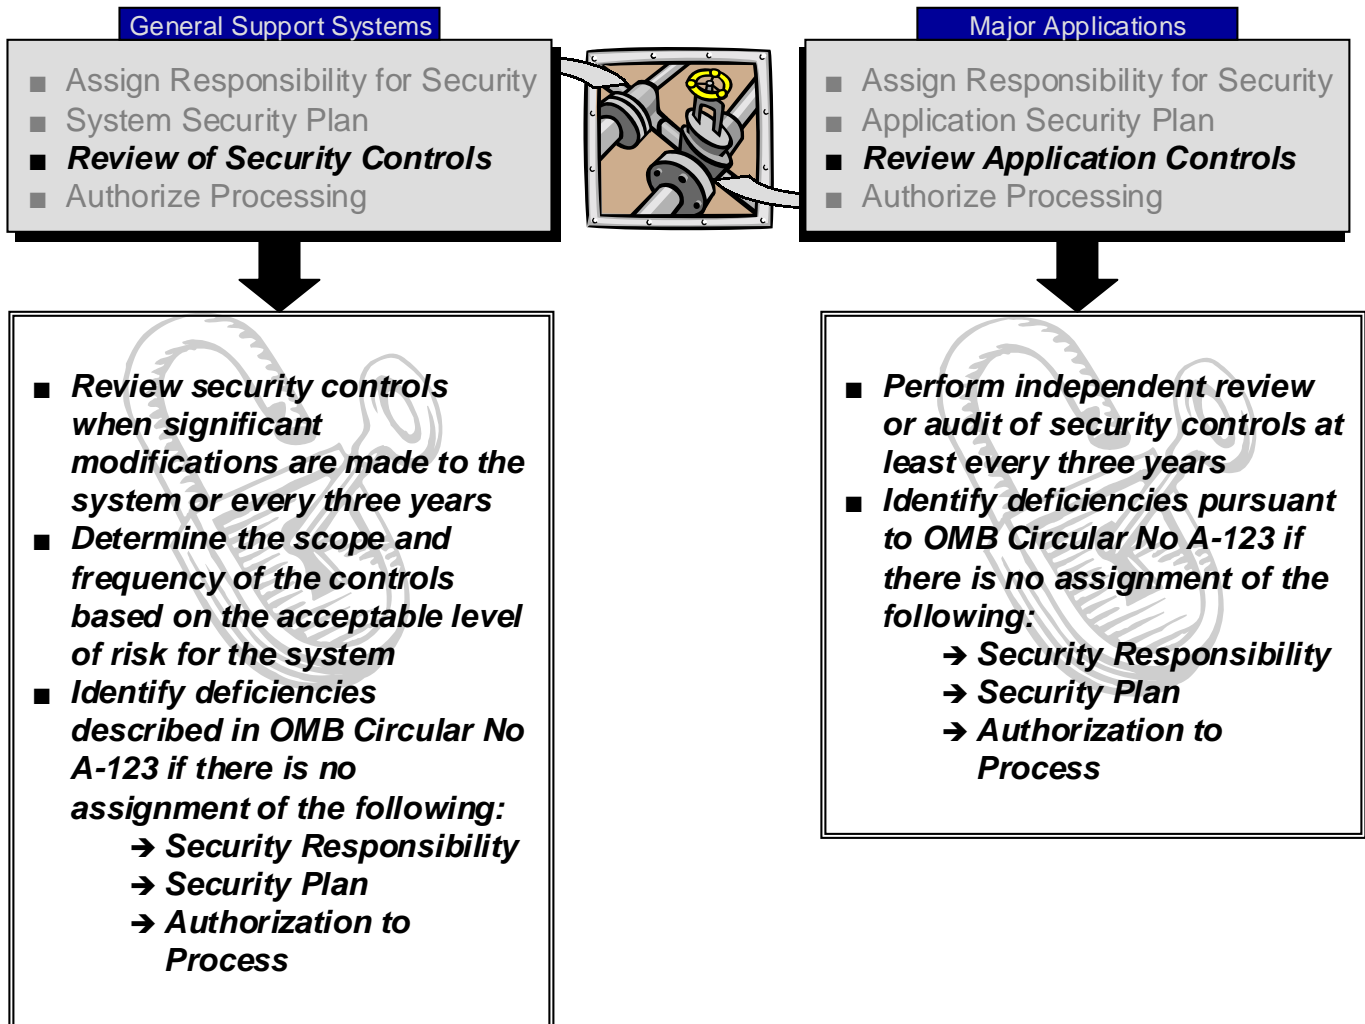 General Support Systems
■ Assign Responsibility for Security
■ System Security Plan
■ Review of Security Controls
■ Authorize Processing
Major Applications
■ Assign Responsibility for Security
■ Application Security Plan
■ Review Application Controls
■ Authorize Processing
■ Review security controls
when significant
modifications are made to the
system or every three years
■ Determine the scope and
frequency of the controls
based on the acceptable level
of risk for the system
■ Identify deficiencies
described in OMB Circular No
A-123 if there is no
assignment of the following:
➔ Security Responsibility
➔ Security Plan
➔ Authorization to
Process
■ Perform independent review
or audit of security controls at
least every three years
■ Identify deficiencies pursuant
to OMB Circular No A-123 if
there is no assignment of the
following:
➔ Security Responsibility
➔ Security Plan
➔ Authorization to
Process